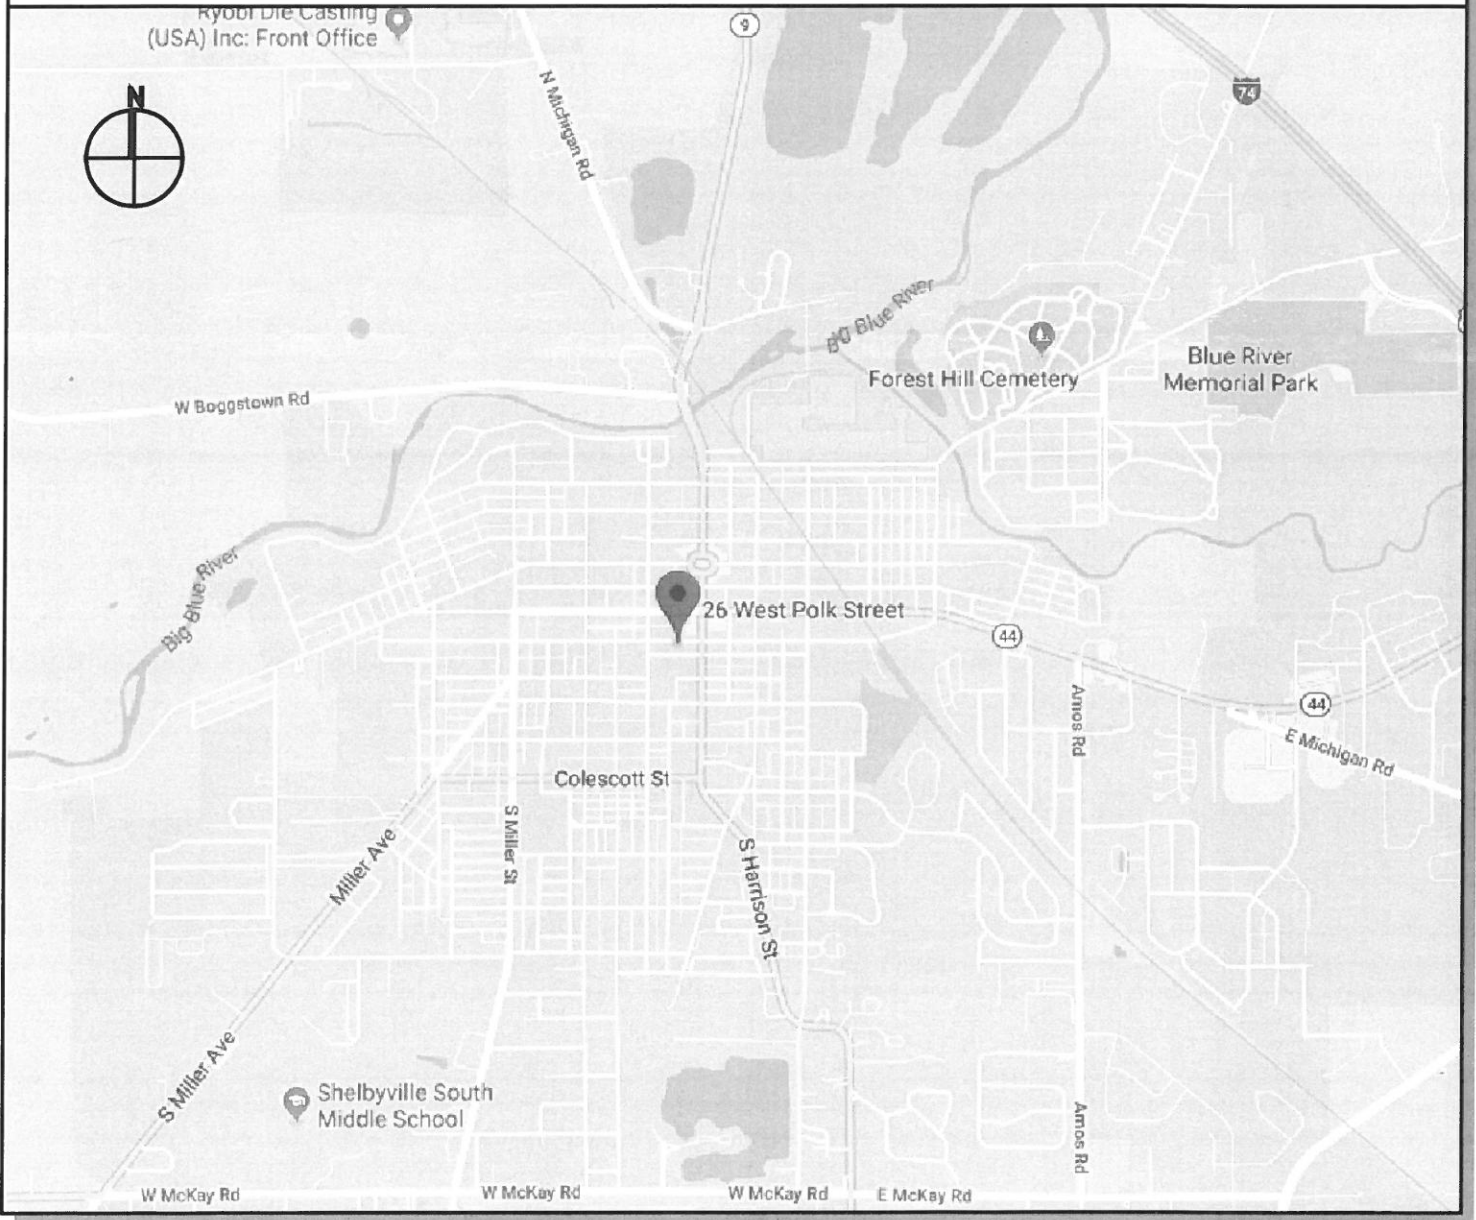 Ryobi Die Casting
(USA) Inc: Front Office
9
N
N Michigan Rd
74
Big Blue River
Forest Hill Cemetery
Blue River
Memorial Park
W Boggstown Rd
Big Blue River
26 West Polk Street
44
44
Amos Rd
E Michigan Rd
Colescott St
S Miller St
Miller Ave
S Harrison St
S Miller Ave
Shelbyville South
Middle School
Amos Rd
W McKay Rd
W McKay Rd
W McKay Rd
E McKay Rd